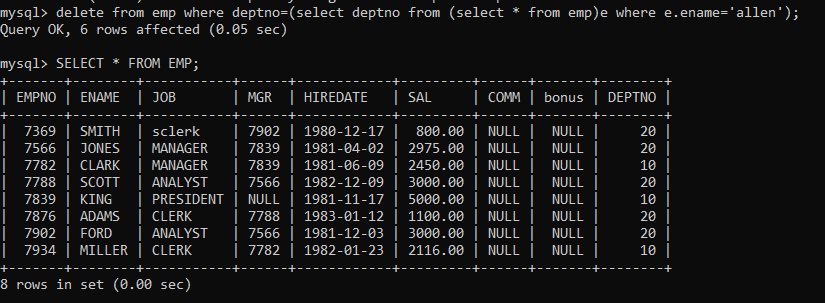 mysql> delete from emp where deptno=(select deptno from (select * from emp)e where e.ename='allen');
Query OK, 6 rows affected (0.05 sec)
mysql> SELECT * FROM EMP;
+-------+--------+-----------+------+------------+---------+------+-------+--------+
| EMPNO | ENAME | JOB | MGR | HIREDATE | SAL | COMM | bonus | DEPTNO |
+-------+--------+-----------+------+------------+---------+------+-------+--------+
| 7369 | SMITH | sclerk | 7902 | 1980-12-17 | 800.00 | NULL | NULL | 20 |
| 7566 | JONES | MANAGER | 7839 | 1981-04-02 | 2975.00 | NULL | NULL | 20 |
| 7782 | CLARK | MANAGER | 7839 | 1981-06-09 | 2450.00 | NULL | NULL | 10 |
| 7788 | SCOTT | ANALYST | 7566 | 1982-12-09 | 3000.00 | NULL | NULL | 20 |
| 7839 | KING | PRESIDENT | NULL | 1981-11-17 | 5000.00 | NULL | NULL | 10 |
| 7876 | ADAMS | CLERK | 7788 | 1983-01-12 | 1100.00 | NULL | NULL | 20 |
| 7902 | FORD | ANALYST | 7566 | 1981-12-03 | 3000.00 | NULL | NULL | 20 |
| 7934 | MILLER | CLERK | 7782 | 1982-01-23 | 2116.00 | NULL | NULL | 10 |
+-------+--------+-----------+------+------------+---------+------+-------+--------+
8 rows in set (0.00 sec)